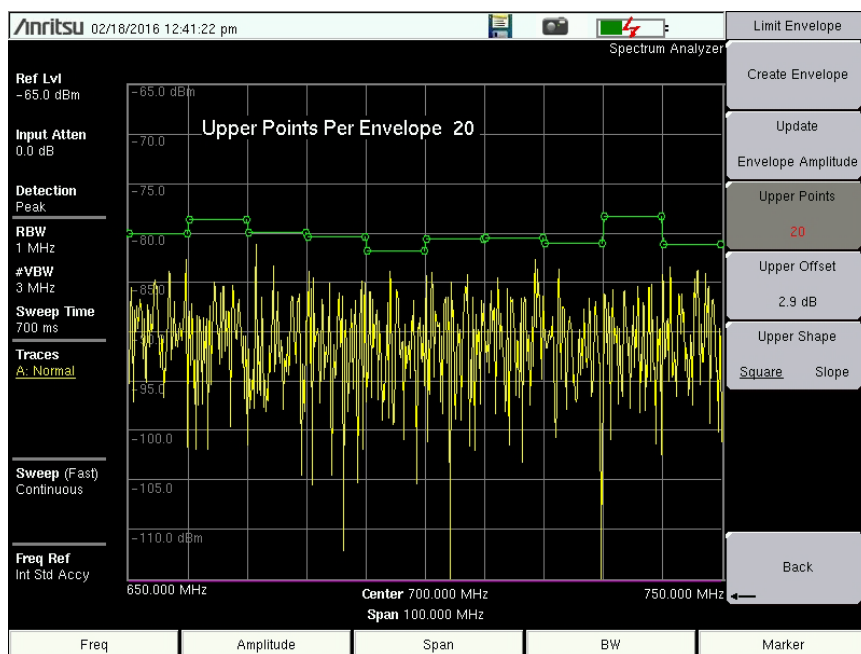 Anritsu 02/18/2016 12:41:22 pm
Spectrum Analyzer
Ref Lvl
-65.0 dBm
Input Atten
0.0 dB
Detection
Peak
RBW
1 MHz
#VBW
3 MHz
Sweep Time
700 ms
Traces
A: Normal
Sweep (Fast)
Continuous
Freq Ref
Int Std Accy
-65.0 dBm
Upper Points Per Envelope 20
-70.0
-75.0
-80.0
-85.0
-95.0
-100.0
-105.0
-110.0 dBm
650.000 MHz
Center 700.000 MHz
750.000 MHz
Span 100.000 MHz
Limit Envelope
Create Envelope
Update
Envelope Amplitude
Upper Points
20
Upper Offset
2.9 dB
Upper Shape
Square Slope
Back
Freq
Amplitude
Span
BW
Marker